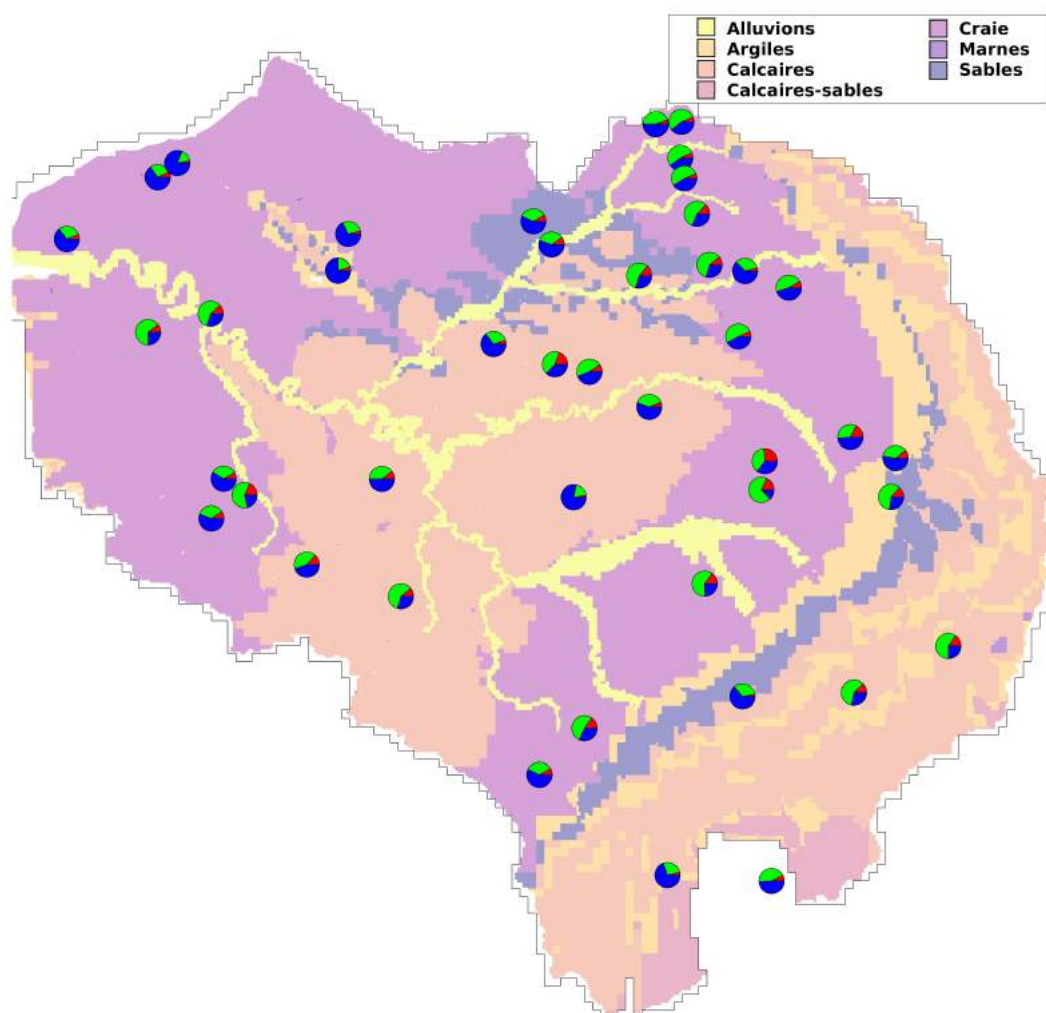 Alluvions
Argiles
Calcaires
Calcaires-sables
Craie
Marnes
Sables